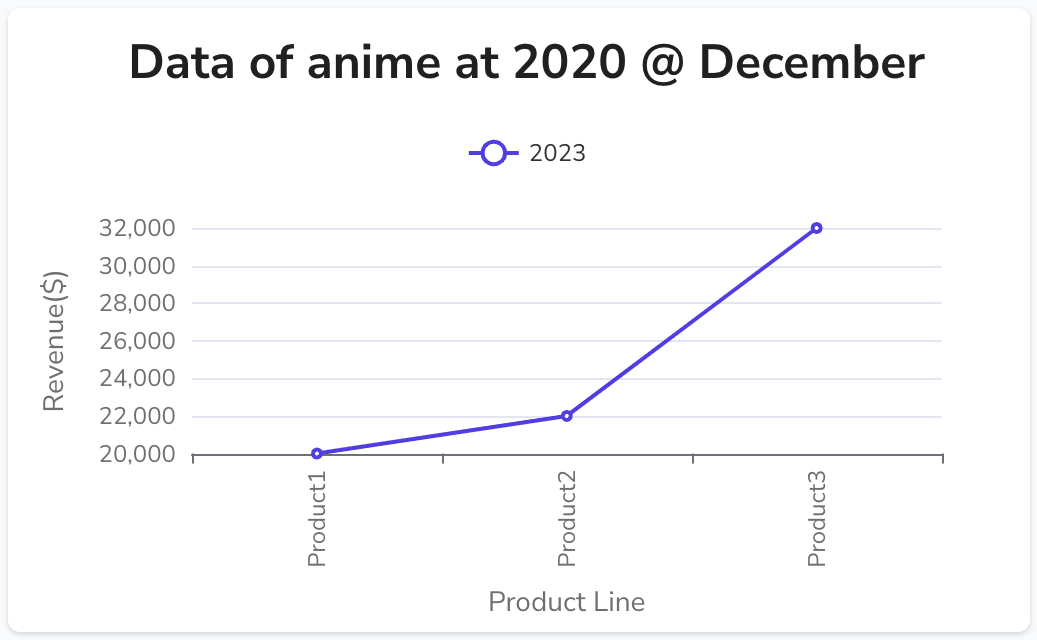 Data of anime at 2020 @ December
2023
Revenue($)
32,000
30,000
28,000
26,000
24,000
22,000
20,000
Product1
Product2
Product3
Product Line